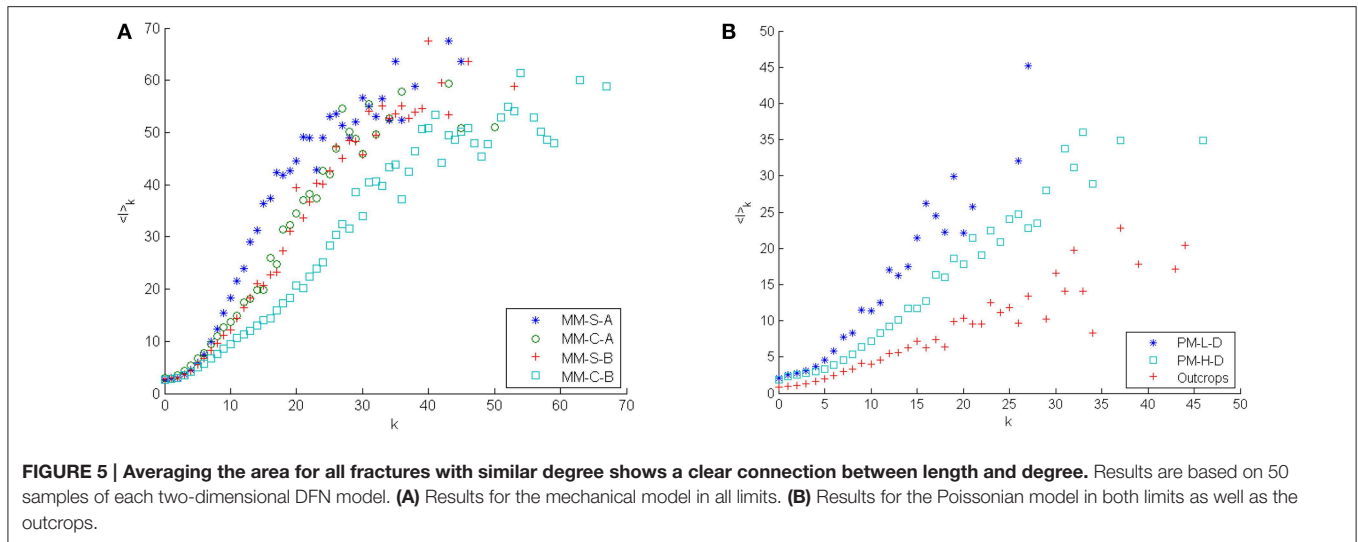 A
70
60
50
40
30
20
10
0
<l>k
0 10 20 30 40 50 60 70
k
MM-S-A
MM-C-A
MM-S-B
MM-C-B
B
50
45
40
35
30
25
20
15
10
5
0
<l>k
0 5 10 15 20 25 30 35 40 45 50
k
PM-L-D
PM-H-D
Outcrops
FIGURE 5 | Averaging the area for all fractures with similar degree shows a clear connection between length and degree. Results are based on 50
samples of each two-dimensional DFN model. (A) Results for the mechanical model in all limits. (B) Results for the Poissonian model in both limits as well as the
outcrops.